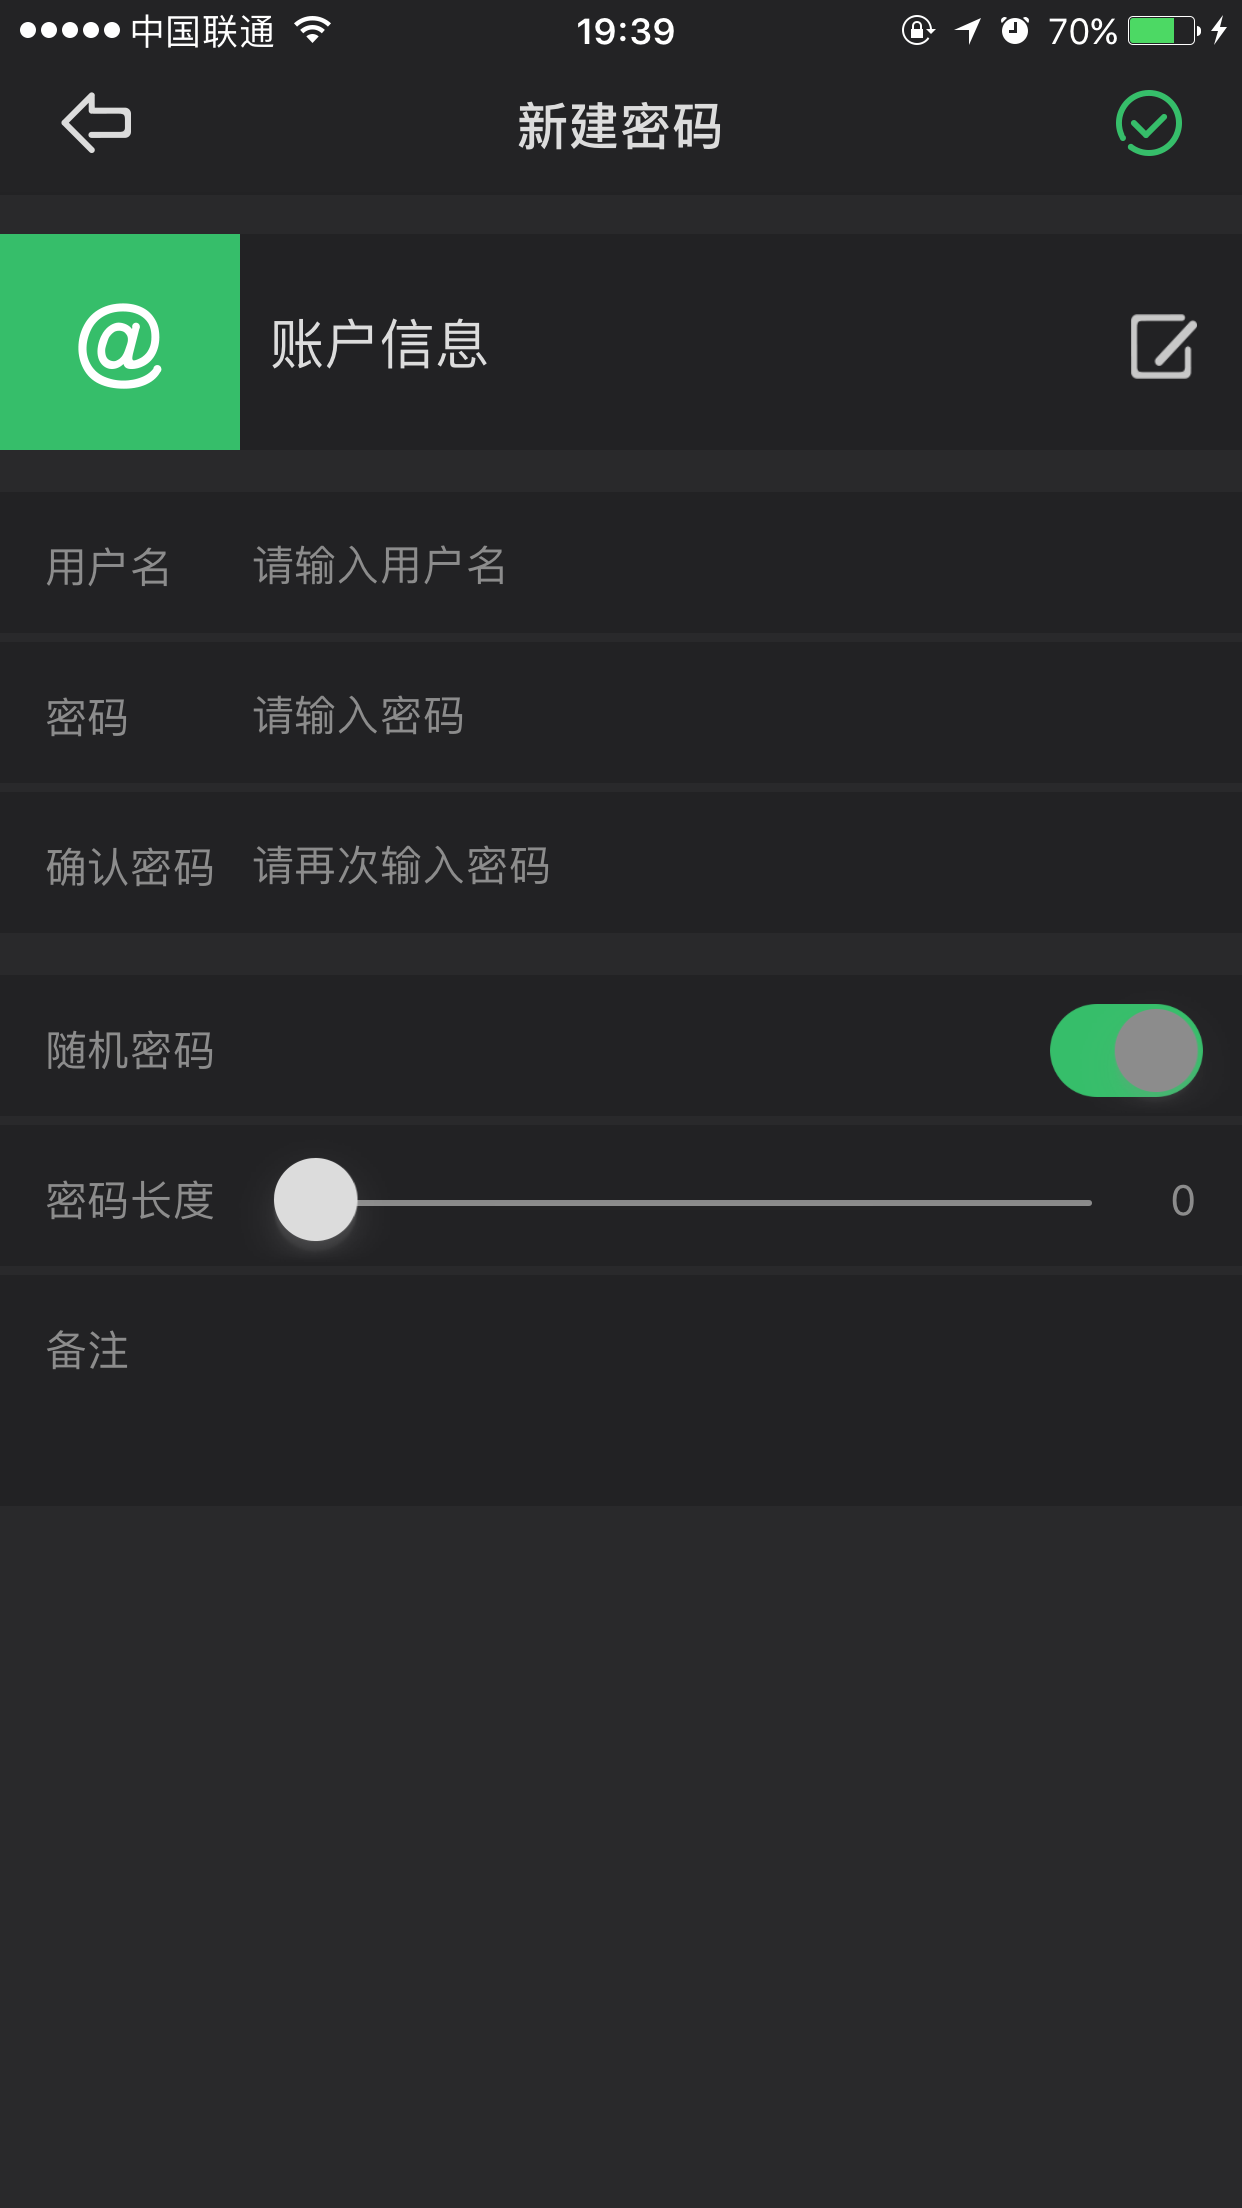 中国联通 19:39 70%
新建密码
@ 账户信息
用户名 请输入用户名
密码 请输入密码
确认密码 请再次输入密码
随机密码
密码长度 0
备注